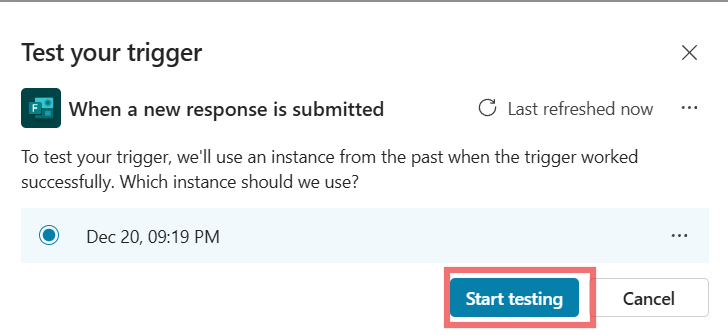 Test your trigger
F
When a new response is submitted
Last refreshed now
To test your trigger, we'll use an instance from the past when the trigger worked
successfully. Which instance should we use?
Dec 20, 09:19 PM
Start testing
Cancel